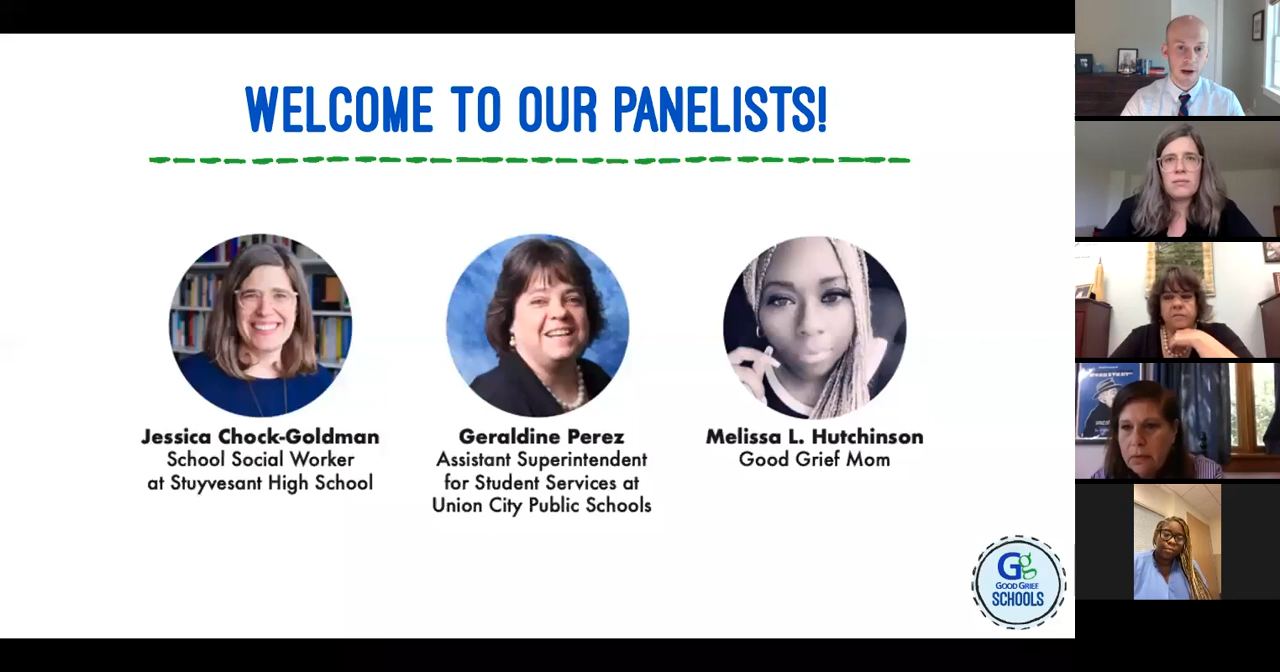 WELCOME TO OUR PANELISTS!
Jessica Chock-Goldman
School Social Worker
at Stuyvesant High School
Geraldine Perez
Assistant Superintendent
for Student Services at
Union City Public Schools
Melissa L. Hutchinson
Good Grief Mom
Gg
GOOD GRIEF
SCHOOLS